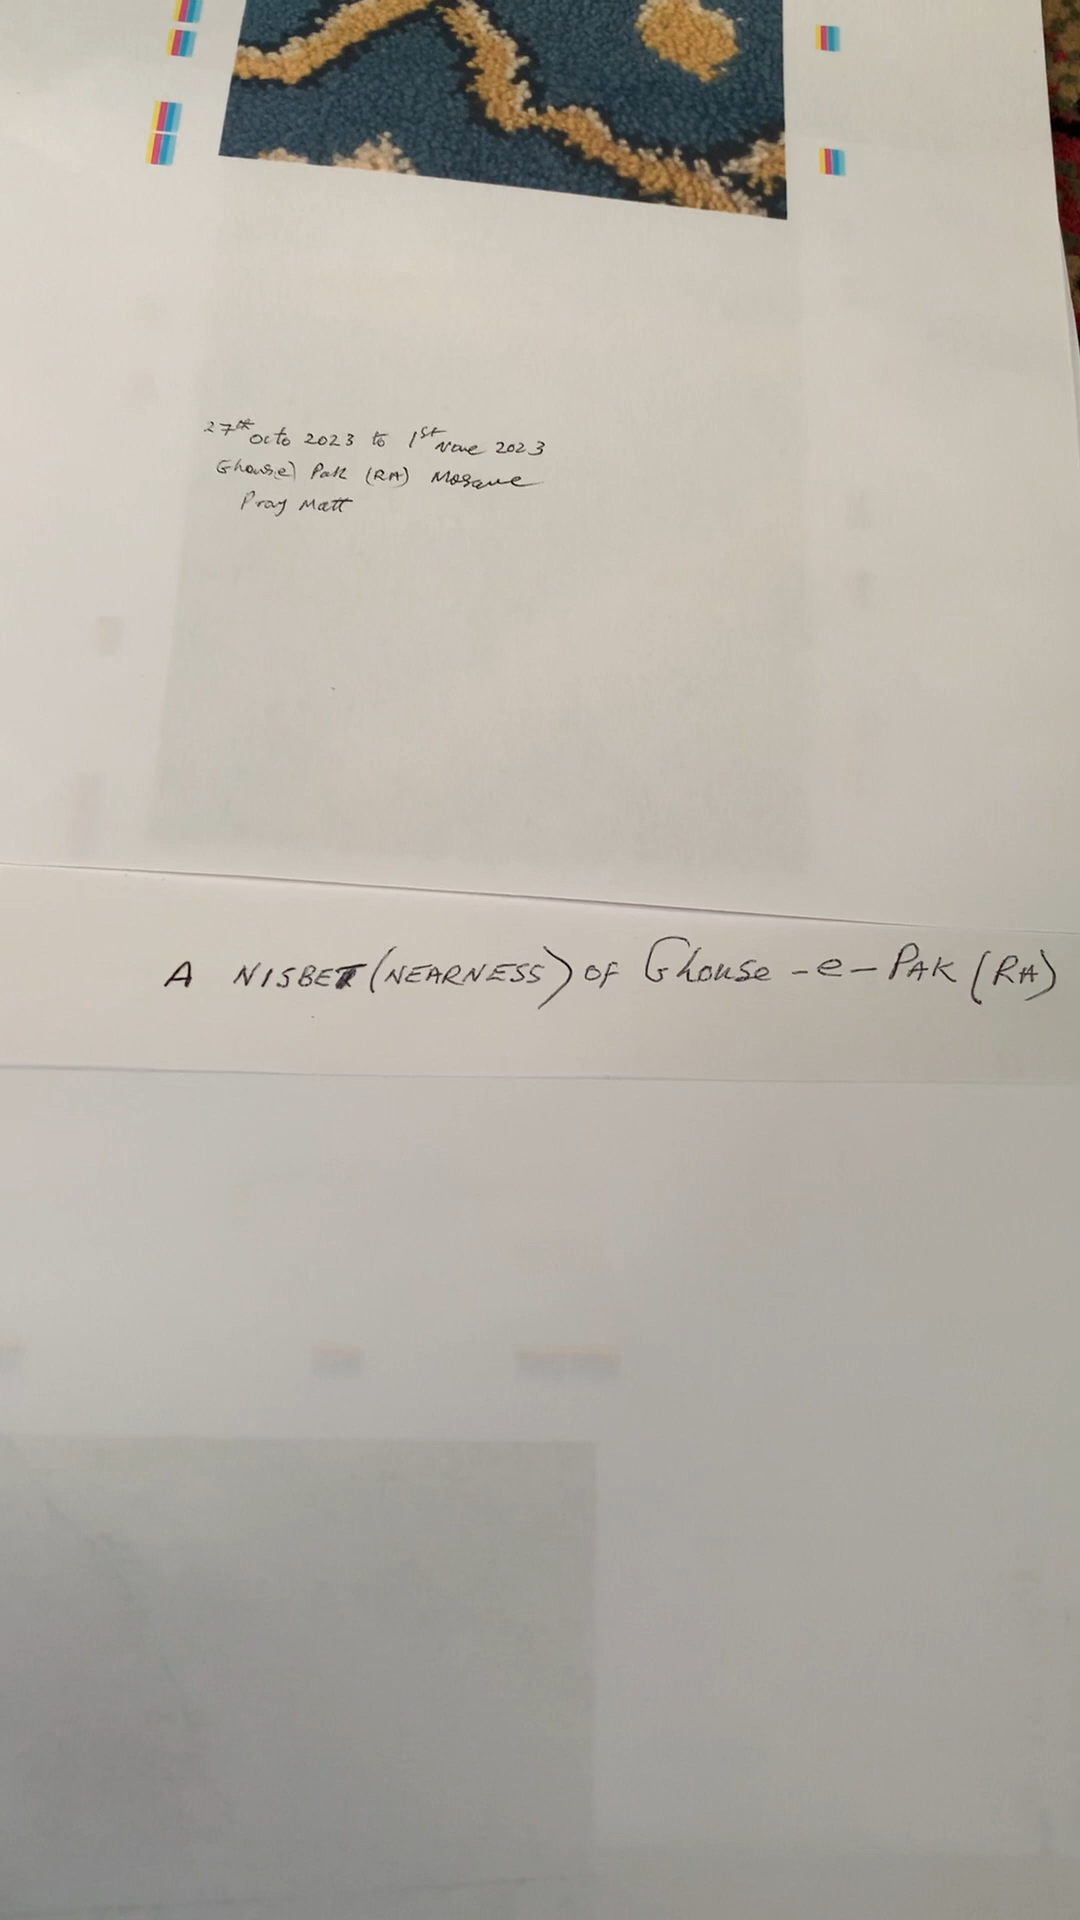 27th octo 2023 to 1st Nove 2023
Ghouse) Pak (RA) Mosque
Pray Matt
A NISBET (NEARNESS) OF Ghouse -e- PAK (RA)